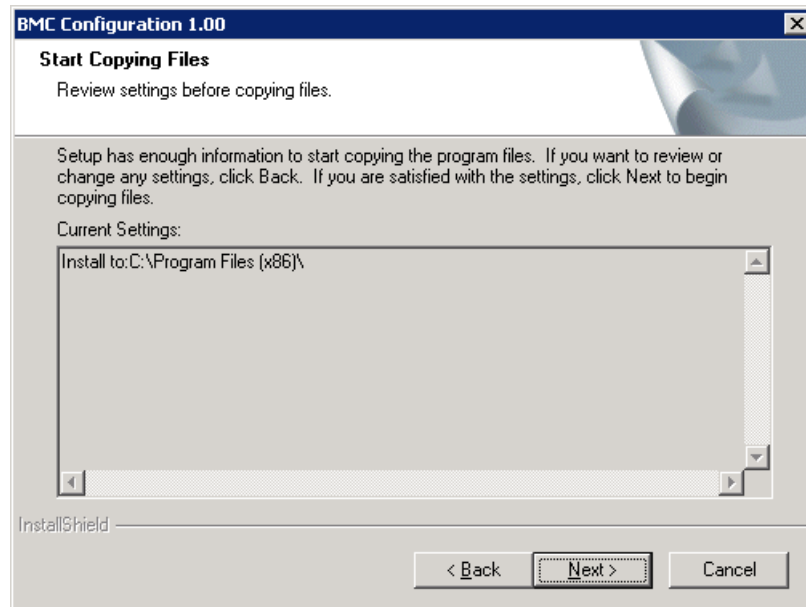 BMC Configuration 1.00
Start Copying Files
Review settings before copying files.
Setup has enough information to start copying the program files.  If you want to review or
change any settings, click Back.  If you are satisfied with the settings, click Next to begin
copying files.
Current Settings:
Install to:C:\Program Files (x86)\
InstallShield
< Back
Next >
Cancel